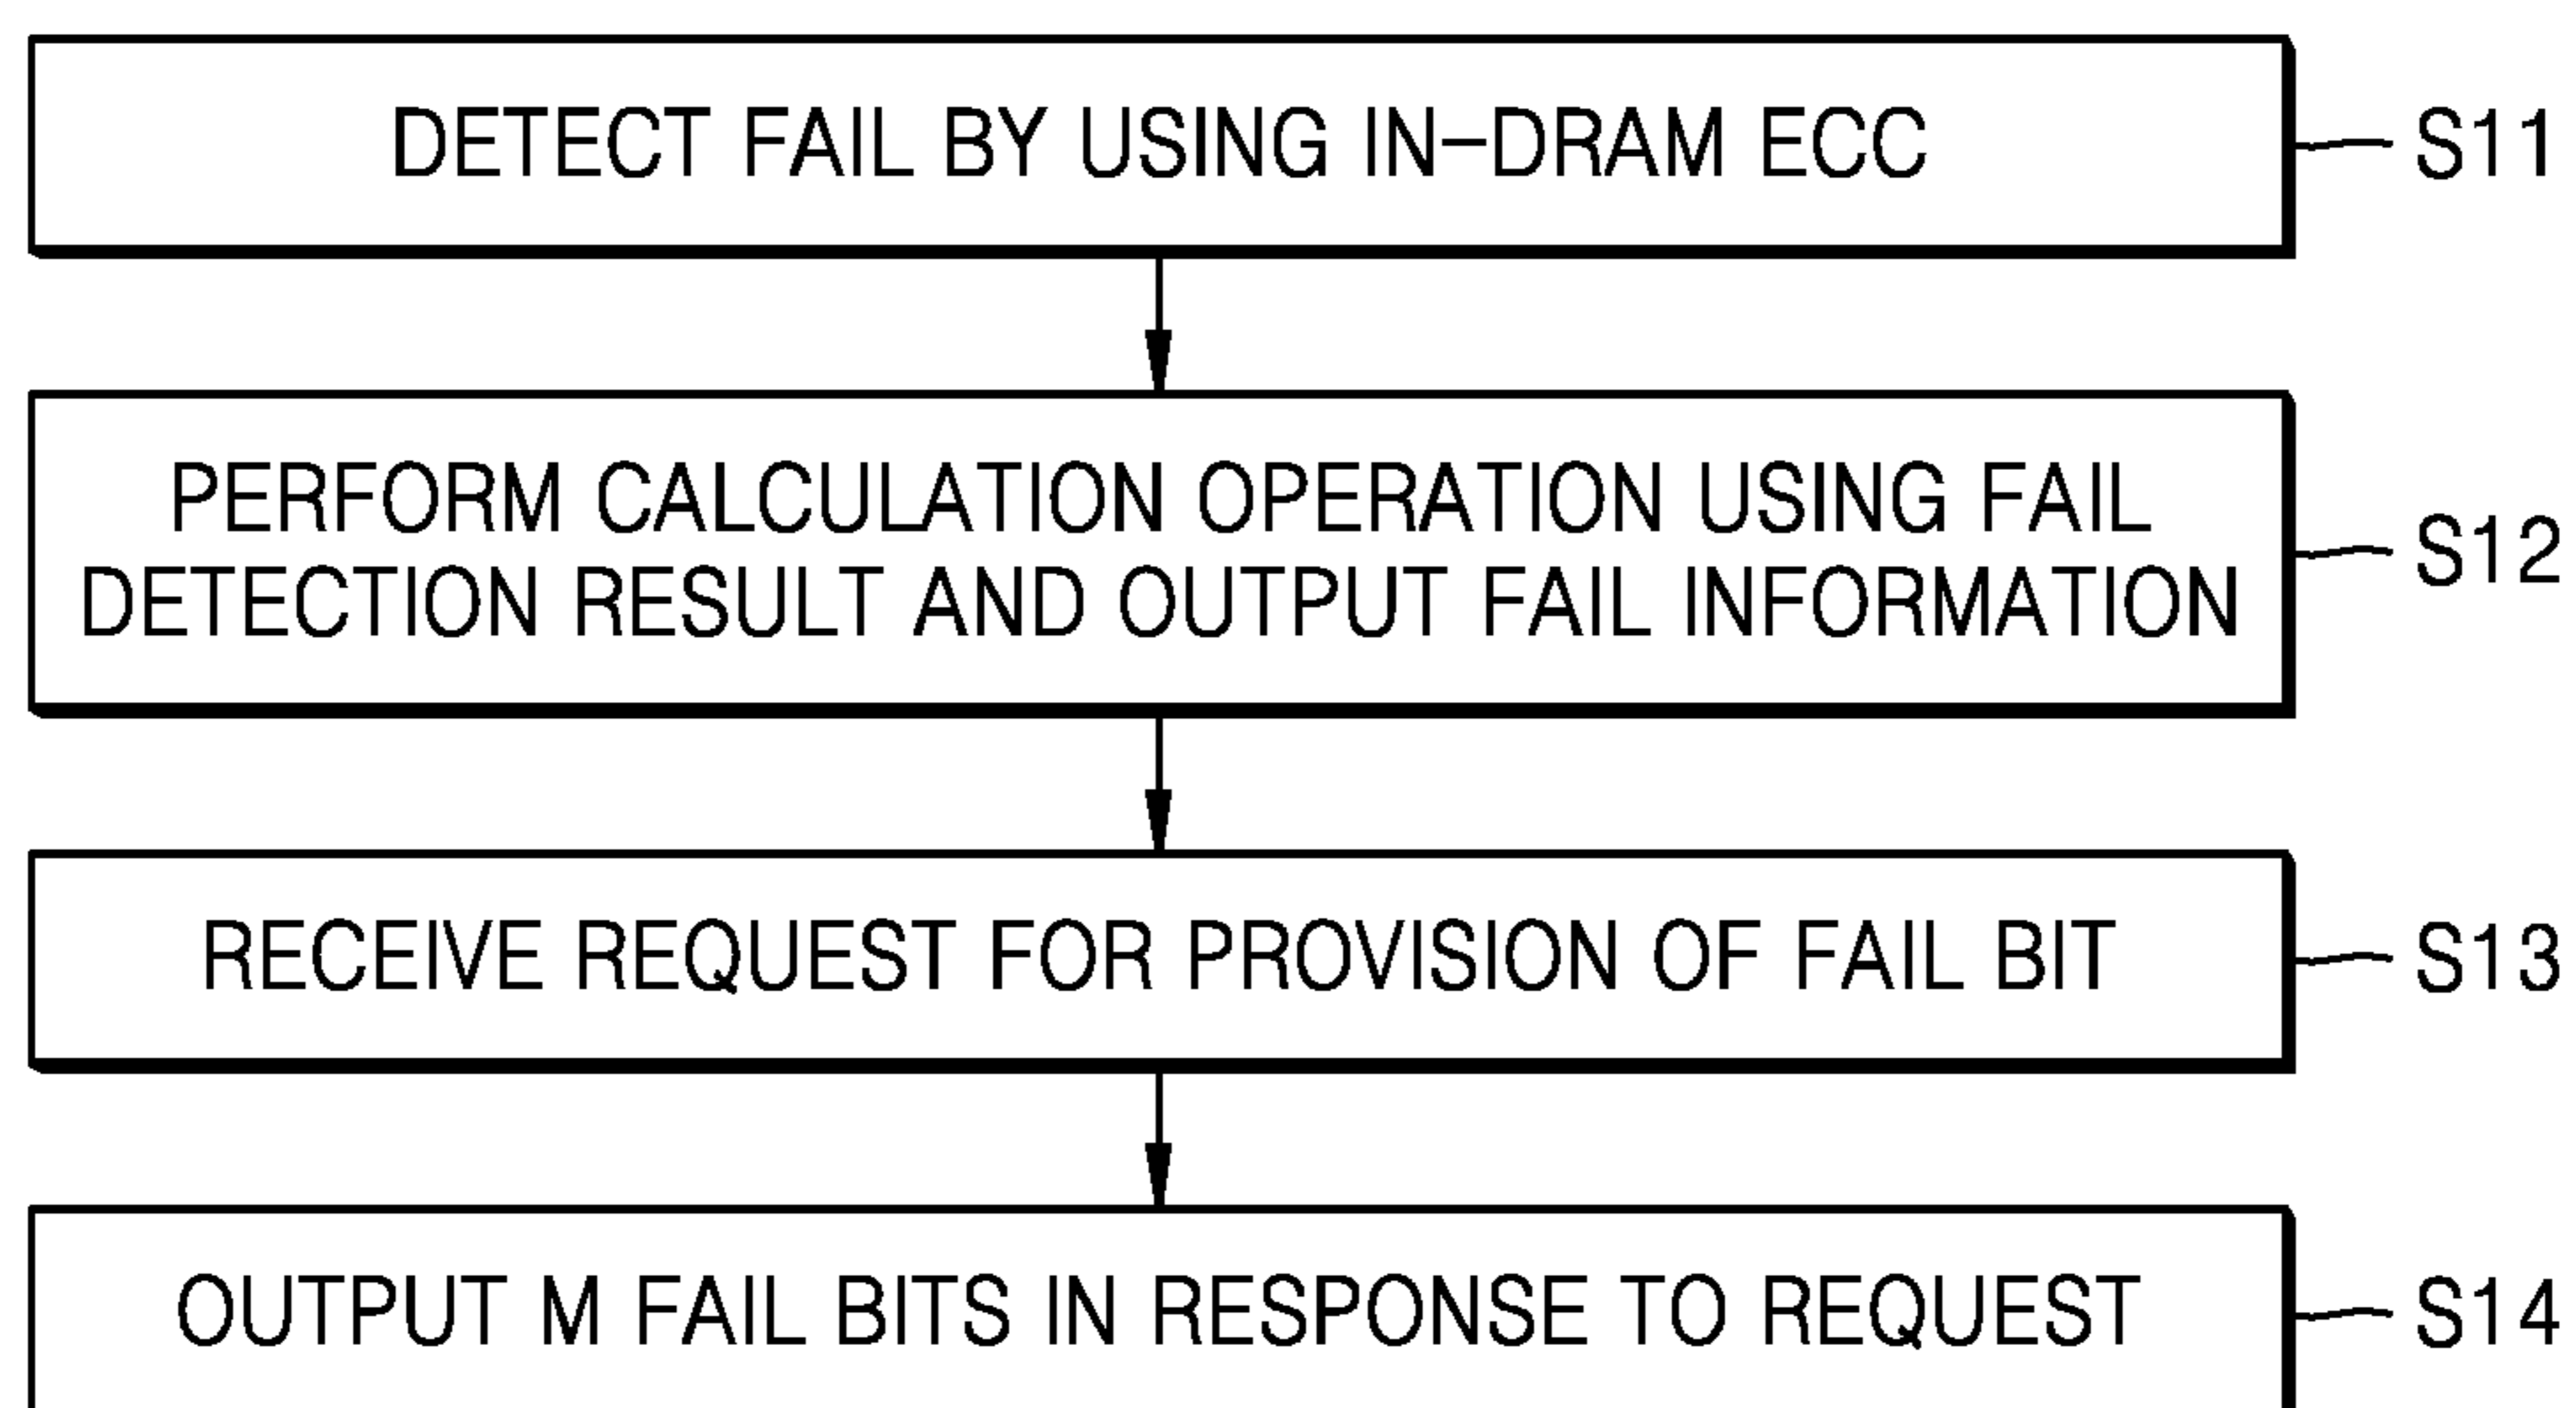 DETECT FAIL BY USING IN-DRAM ECC
S11
PERFORM CALCULATION OPERATION USING FAIL
DETECTION RESULT AND OUTPUT FAIL INFORMATION
S12
RECEIVE REQUEST FOR PROVISION OF FAIL BIT
S13
OUTPUT M FAIL BITS IN RESPONSE TO REQUEST
S14